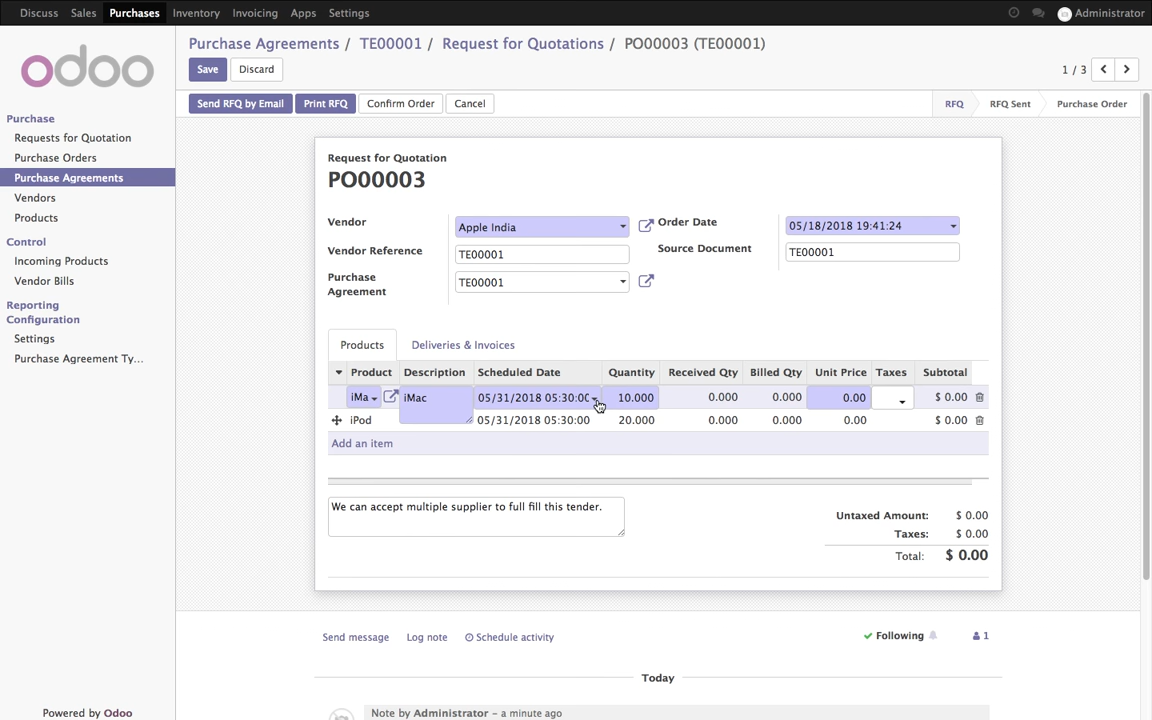 Discuss Sales Purchases Inventory Invoicing Apps Settings Administrator
odoo
Purchase Agreements / TE00001 / Request for Quotations / PO00003 (TE00001)
Save Discard 1 / 3
Send RFQ by Email Print RFQ Confirm Order Cancel RFQ RFQ Sent Purchase Order
Purchase
Requests for Quotation
Purchase Orders
Purchase Agreements
Vendors
Products
Control
Incoming Products
Vendor Bills
Reporting
Configuration
Settings
Purchase Agreement Ty...
Powered by Odoo
Request for Quotation
PO00003
Vendor Apple India Order Date 05/18/2018 19:41:24
Vendor Reference TE00001 Source Document TE00001
Purchase
Agreement TE00001
Products Deliveries & Invoices
Product Description Scheduled Date Quantity Received Qty Billed Qty Unit Price Taxes Subtotal
iMa iMac 05/31/2018 05:30:00 10.000 0.000 0.000 0.00 $ 0.00
iPod 05/31/2018 05:30:00 20.000 0.000 0.000 0.00 $ 0.00
Add an item
We can accept multiple supplier to full fill this tender.
Untaxed Amount: $ 0.00
Taxes: $ 0.00
Total: $ 0.00
Send message Log note Schedule activity Following 1
Today
Note by Administrator – a minute ago